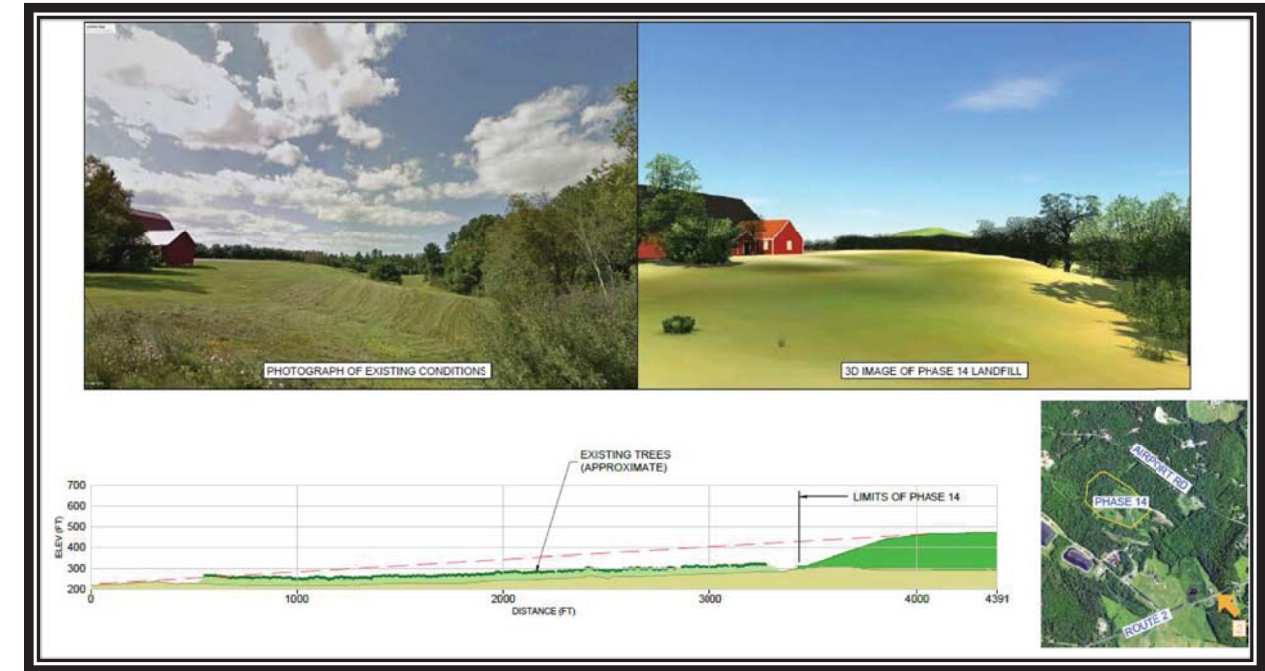 PHOTOGRAPH OF EXISTING CONDITIONS
3D IMAGE OF PHASE 14 LANDFILL
EXISTING TREES
(APPROXIMATE)
LIMITS OF PHASE 14
700
600
500
400
300
200
ELEV (FT)
0
1000
2000
3000
4000
4391
DISTANCE (FT)
AIRPORT RD
PHASE 14
ROUTE 2
2